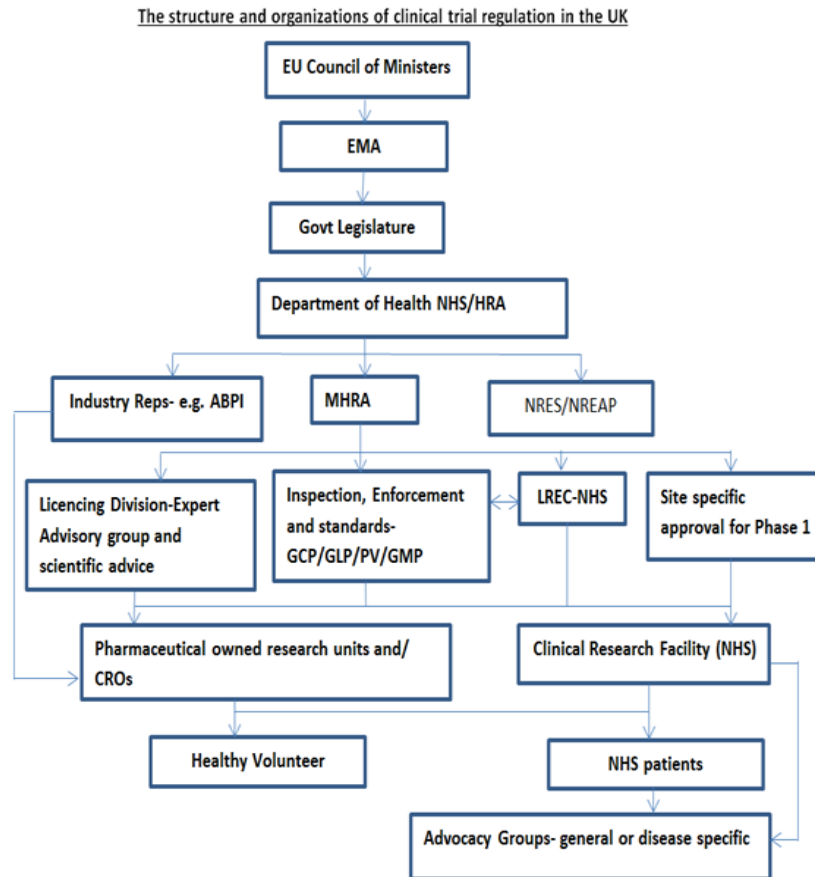 The structure and organizations of clinical trial regulation in the UK
EU Council of Ministers
EMA
Govt Legislature
Department of Health NHS/HRA
Industry Reps- e.g. ABPI
MHRA
NRES/NREAP
Licencing Division-Expert
Advisory group and
scientific advice
Inspection, Enforcement
and standards-
GCP/GLP/PV/GMP
LREC-NHS
Site specific
approval for Phase 1
Pharmaceutical owned research units and/
CROs
Clinical Research Facility (NHS)
Healthy Volunteer
NHS patients
Advocacy Groups- general or disease specific